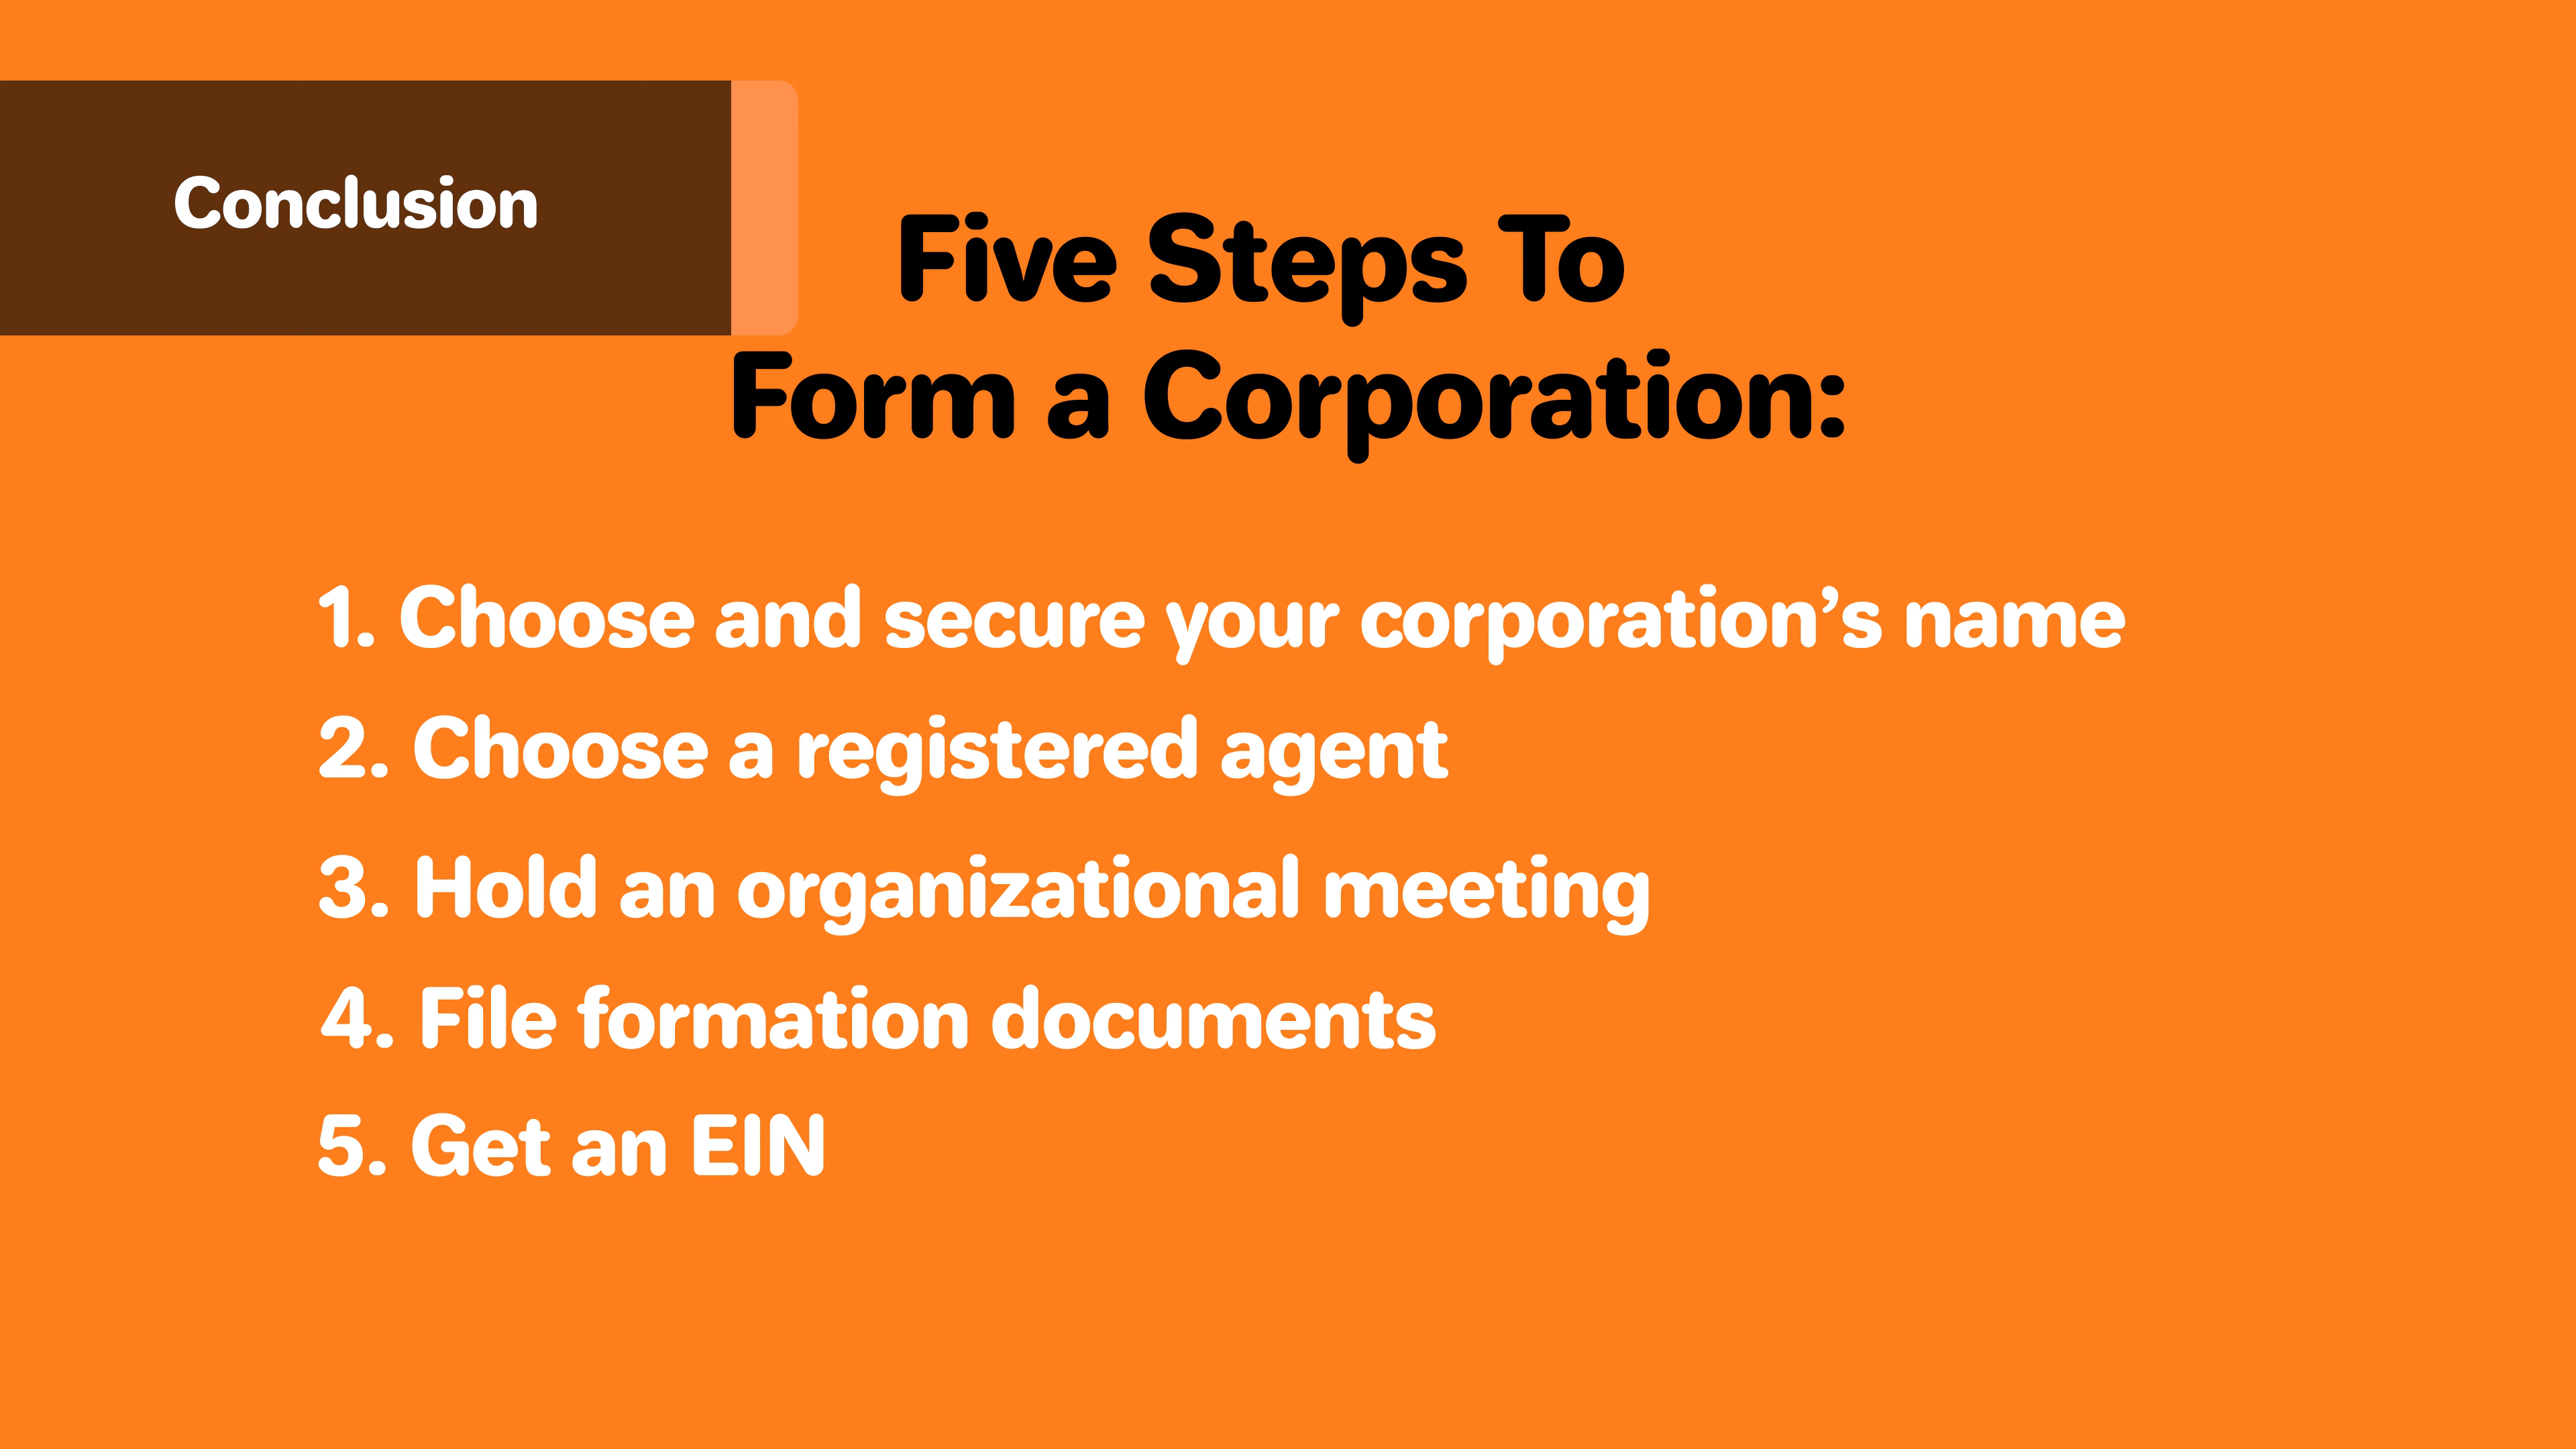 Conclusion
Five Steps To
Form a Corporation:
1. Choose and secure your corporation’s name
2. Choose a registered agent
3. Hold an organizational meeting
4. File formation documents
5. Get an EIN